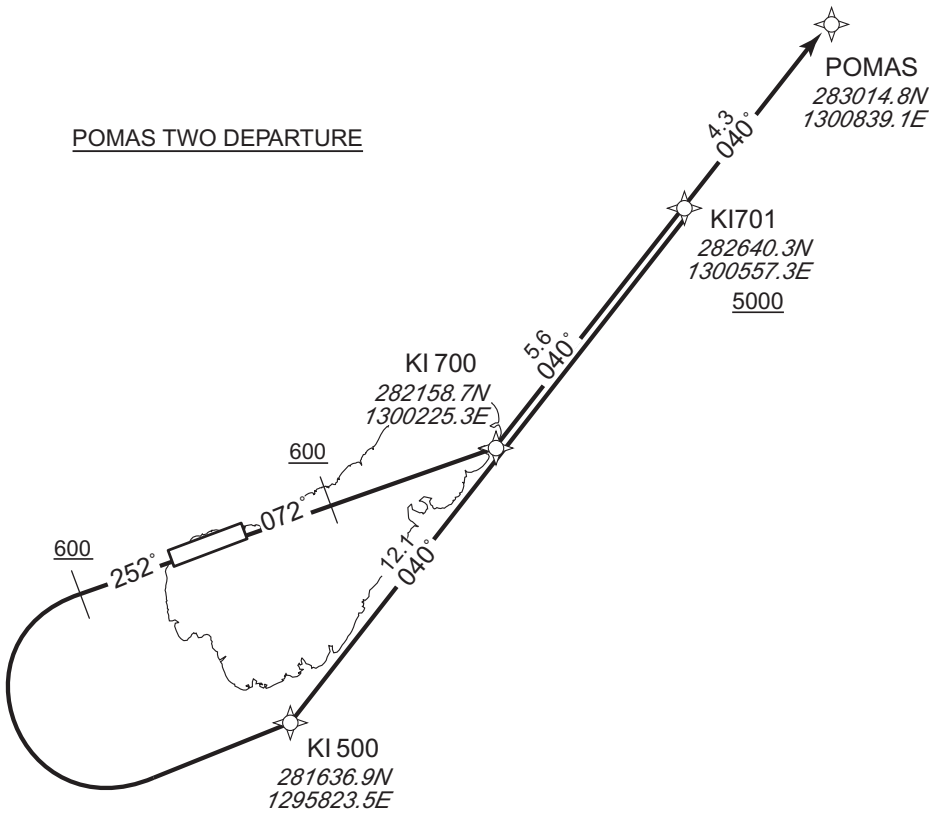 POMAS
283014.8N
1300839.1E
POMAS TWO DEPARTURE
4.3
040°
KI701
282640.3N
1300557.3E
5000
5.6
040°
KI 700
282158.7N
1300225.3E
600
072°
600
252°
12.1
040°
KI 500
281636.9N
1295823.5E